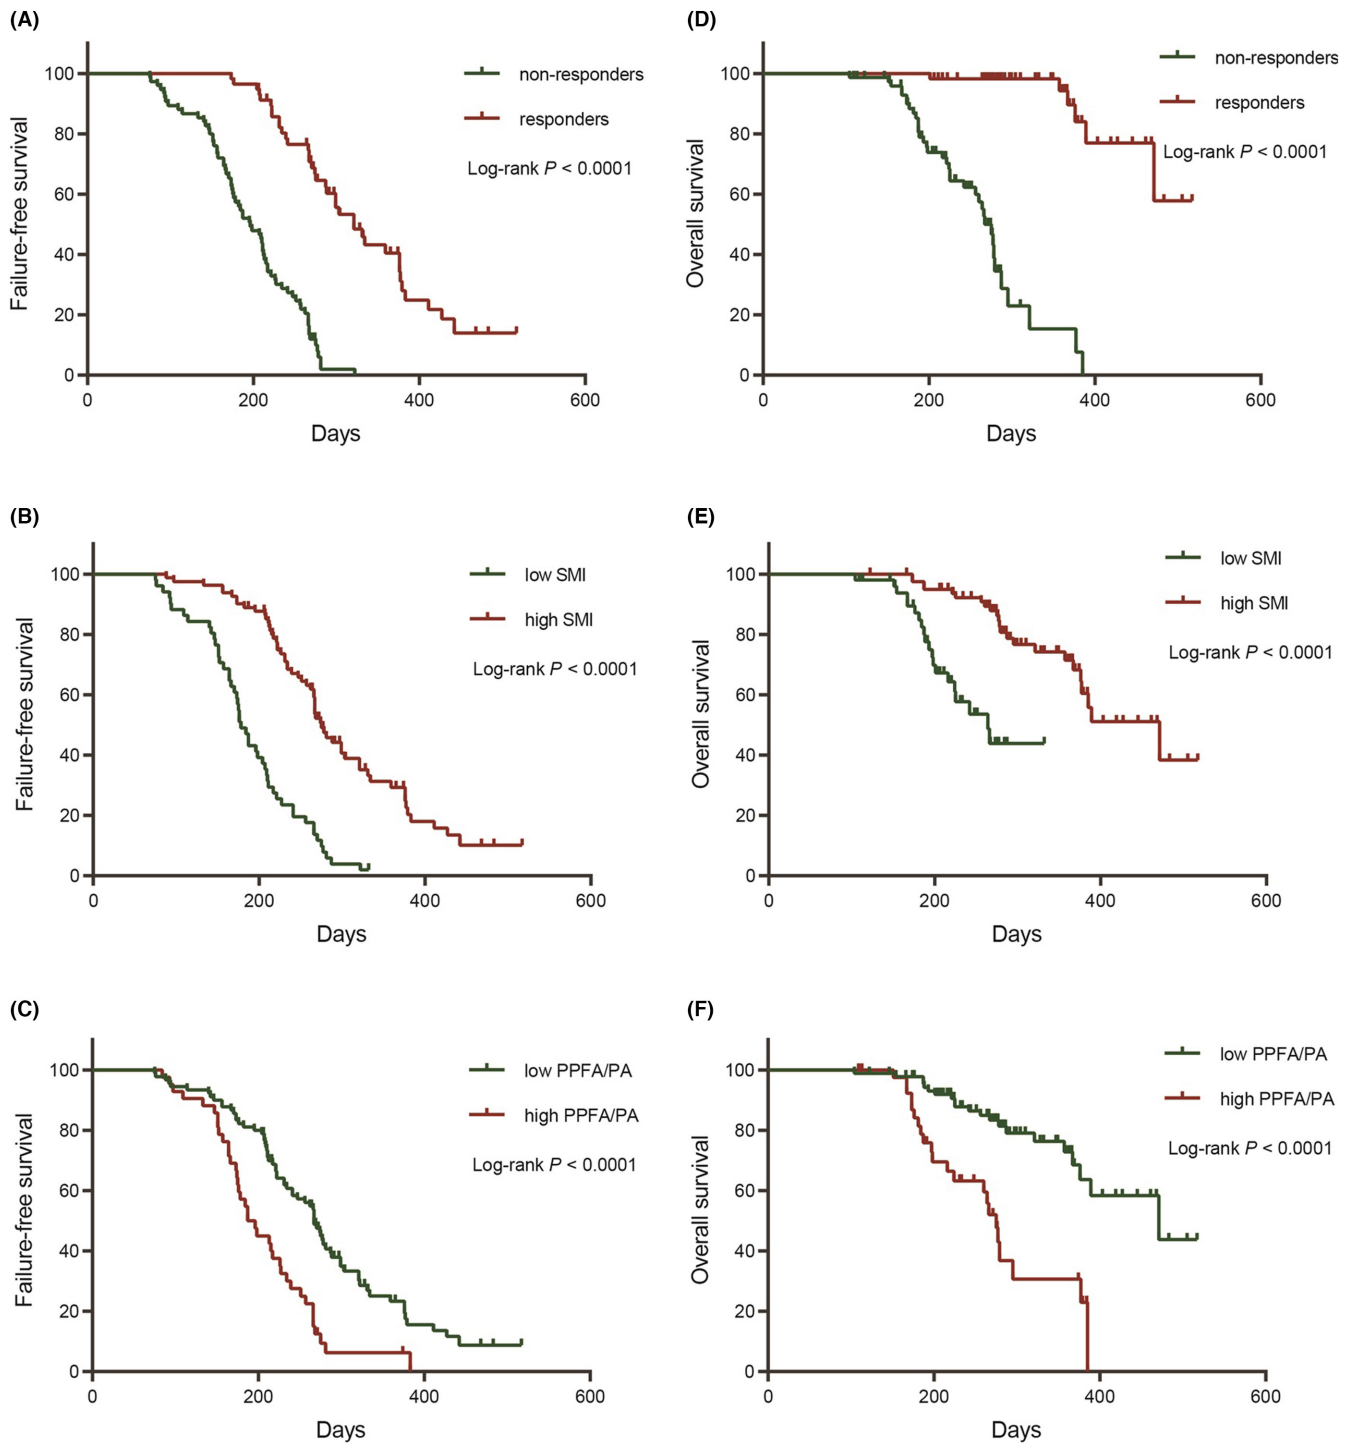 (A)
100
80
60
40
20
0
0 200 400 600
Failure-free survival
Days
non-responders
responders
Log-rank P < 0.0001
(D)
100
80
60
40
20
0
0 200 400 600
Overall survival
Days
non-responders
responders
Log-rank P < 0.0001
(B)
100
80
60
40
20
0
0 200 400 600
Failure-free survival
Days
low SMI
high SMI
Log-rank P < 0.0001
(E)
100
80
60
40
20
0
0 200 400 600
Overall survival
Days
low SMI
high SMI
Log-rank P < 0.0001
(C)
100
80
60
40
20
0
0 200 400 600
Failure-free survival
Days
low PPFA/PA
high PPFA/PA
Log-rank P < 0.0001
(F)
100
80
60
40
20
0
0 200 400 600
Overall survival
Days
low PPFA/PA
high PPFA/PA
Log-rank P < 0.0001